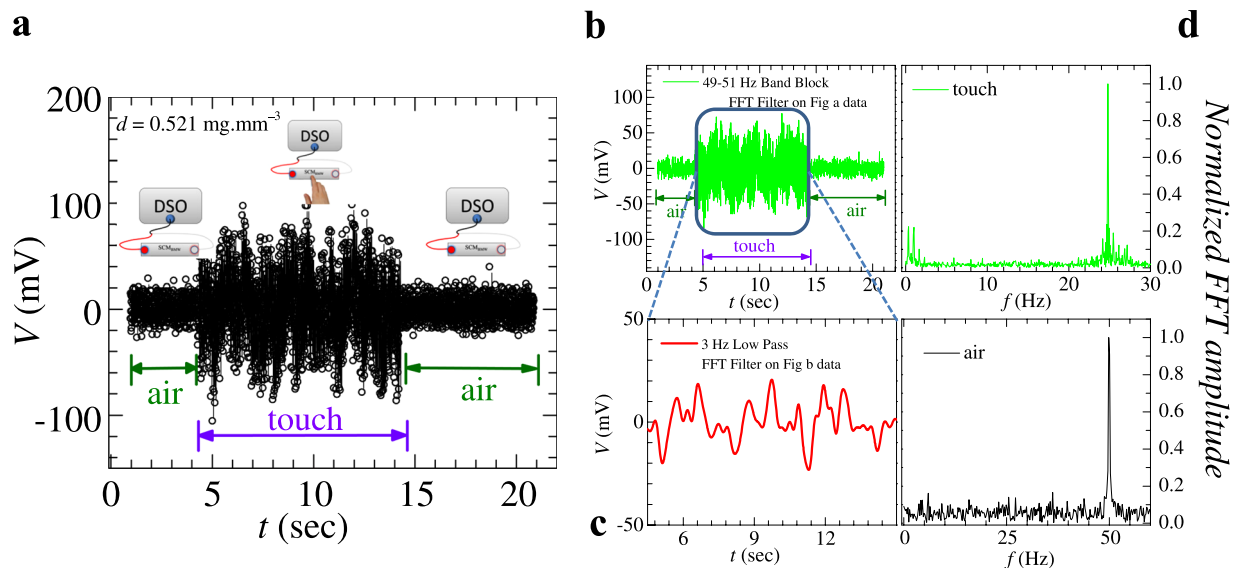 a
200
100
0
-100
V (mV)
d = 0.521 mg.mm⁻³
DSO
DSO
DSO
air
touch
air
0
5
10
15
20
t (sec)
b
100
50
0
-50
-100
V (mV)
49-51 Hz Band Block
FFT Filter on Fig a data
air
air
touch
0
5
10
15
20
t (sec)
d
touch
1.0
0.8
0.6
0.4
0.2
0.0
0
10
20
30
f (Hz)
Normalized FFT amplitude
c
50
0
-50
V (mV)
3 Hz Low Pass
FFT Filter on Fig b data
6
9
12
t (sec)
air
1.0
0.8
0.6
0.4
0.2
0.0
0
50
f (Hz)